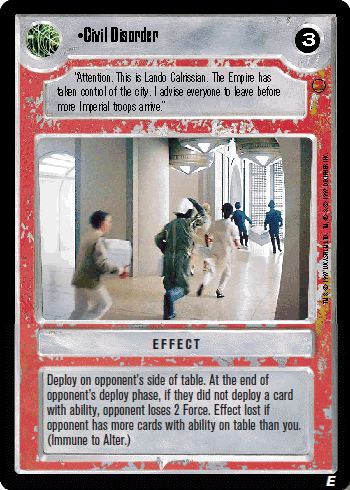 •Civil Disorder
3
"Attention. This is Lando Calrissian. The Empire has
taken control of the city. I advise everyone to leave before
more Imperial troops arrive."
EFFECT
Deploy on opponent's side of table. At the end
of opponent's deploy phase, if they did not deploy a card
with ability, opponent loses 2 Force. Effect lost if
opponent has more cards with ability on table than you.
(Immune to Alter.)
E